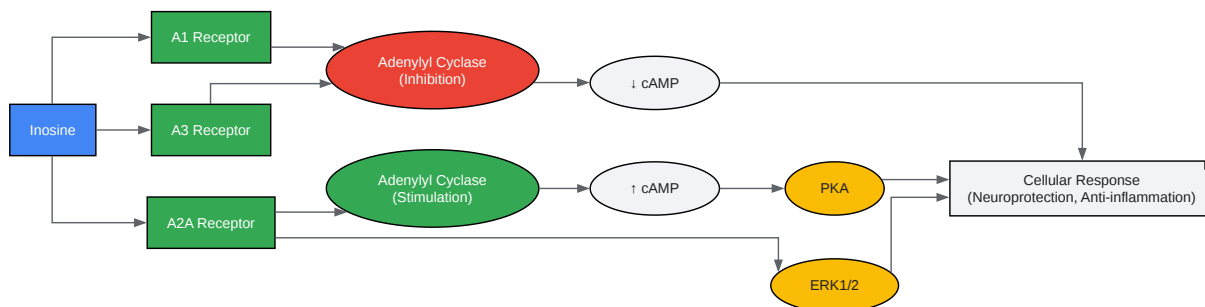 A1 Receptor
Adenylyl Cyclase
(Inhibition)
↓ cAMP
Inosine
A3 Receptor
Adenylyl Cyclase
(Stimulation)
↑ cAMP
PKA
Cellular Response
(Neuroprotection, Anti-inflammation)
A2A Receptor
ERK1/2